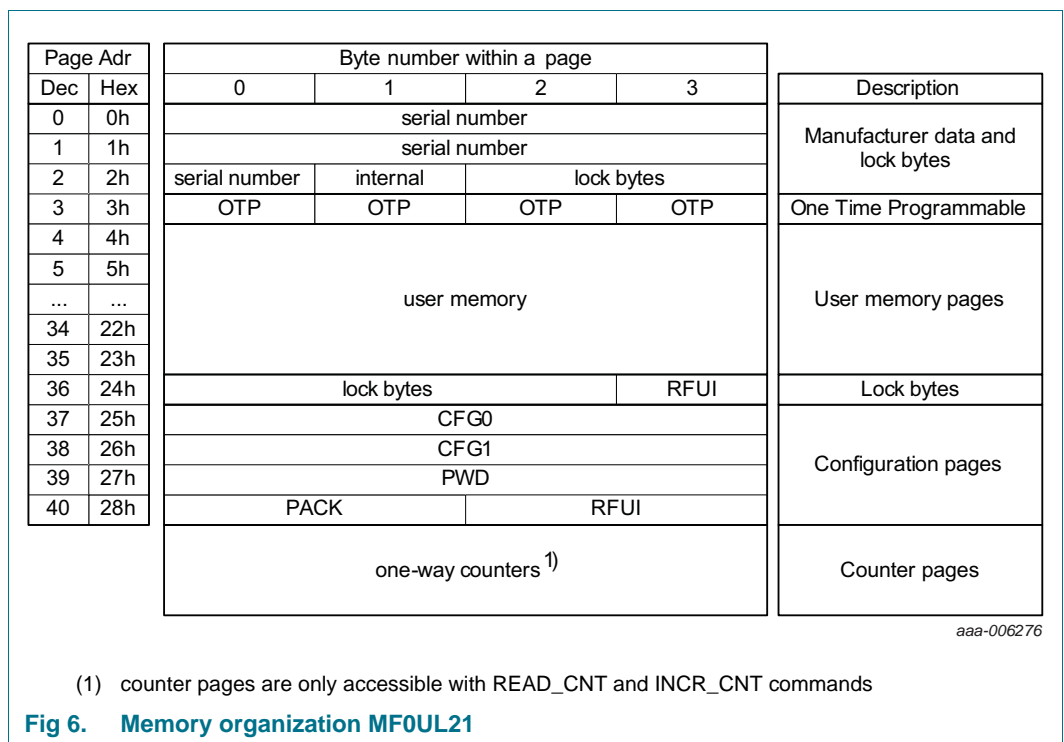 Page Adr Byte number within a page
Dec Hex 0 1 2 3 Description
0 0h serial number
1 1h serial number
Manufacturer data and
lock bytes
2 2h serial number internal lock bytes
3 3h OTP OTP OTP OTP One Time Programmable
4 4h
5 5h
... ... user memory User memory pages
34 22h
35 23h
36 24h lock bytes RFUI Lock bytes
37 25h CFG0
38 26h CFG1
Configuration pages
39 27h PWD
40 28h PACK RFUI
one-way counters 1) Counter pages
aaa-006276
(1) counter pages are only accessible with READ_CNT and INCR_CNT commands
Fig 6. Memory organization MF0UL21